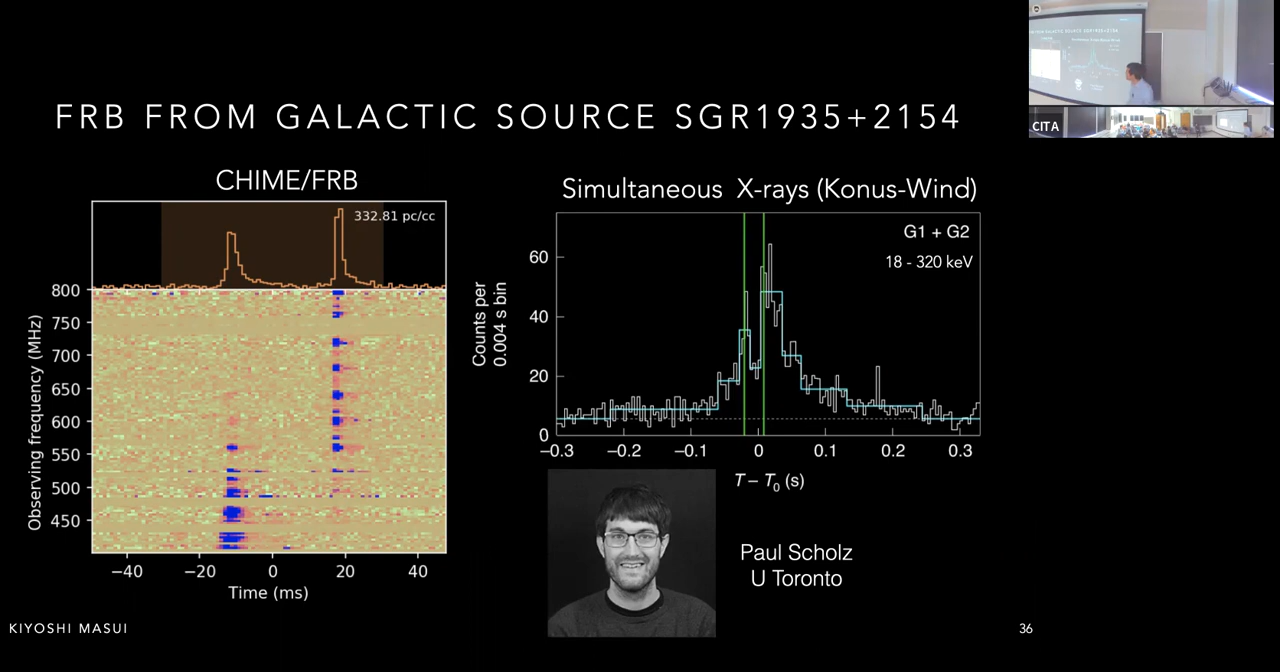 FRB FROM GALACTIC SOURCE SGR1935+2154
CITA
CHIME/FRB
332.81 pc/cc
800
750
700
650
600
550
500
450
Observing frequency (MHz)
−40 −20 0 20 40
Time (ms)
Simultaneous X-rays (Konus-Wind)
G1 + G2
18 - 320 keV
60
40
20
0
Counts per
0.004 s bin
−0.3 −0.2 −0.1 0 0.1 0.2 0.3
T – T0 (s)
Paul Scholz
U Toronto
KIYOSHI MASUI
36